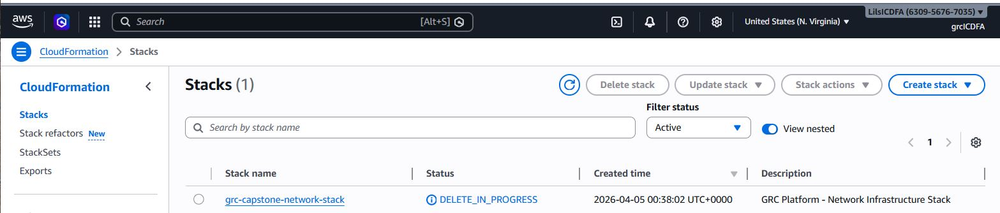 aws
Search [Alt+S]
United States (N. Virginia)
LilsICDFA (6309-5676-7035)
grcICDFA
CloudFormation > Stacks
CloudFormation
Stacks
Stack refactors New
StackSets
Exports
Stacks (1)
Delete stack Update stack Stack actions Create stack
Filter status
Search by stack name Active View nested
1
Stack name Status Created time Description
grc-capstone-network-stack DELETE_IN_PROGRESS 2026-04-05 00:38:02 UTC+0000 GRC Platform - Network Infrastructure Stack